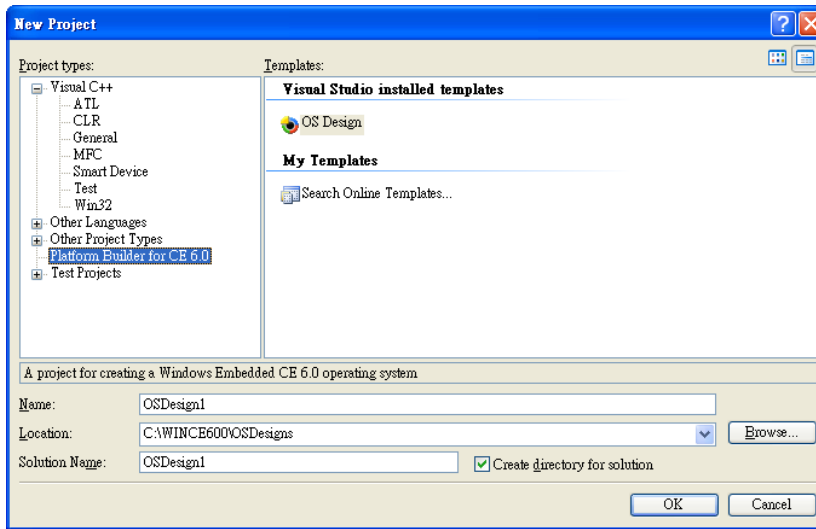 New Project
Project types:
Templates:
Visual C++
ATL
CLR
General
MFC
Smart Device
Test
Win32
Other Languages
Other Project Types
Platform Builder for CE 6.0
Test Projects
Visual Studio installed templates
OS Design
My Templates
Search Online Templates...
A project for creating a Windows Embedded CE 6.0 operating system
Name:
OSDesign1
Location:
C:\WINCE600\OSDesigns
Browse...
Solution Name:
OSDesign1
Create directory for solution
OK
Cancel